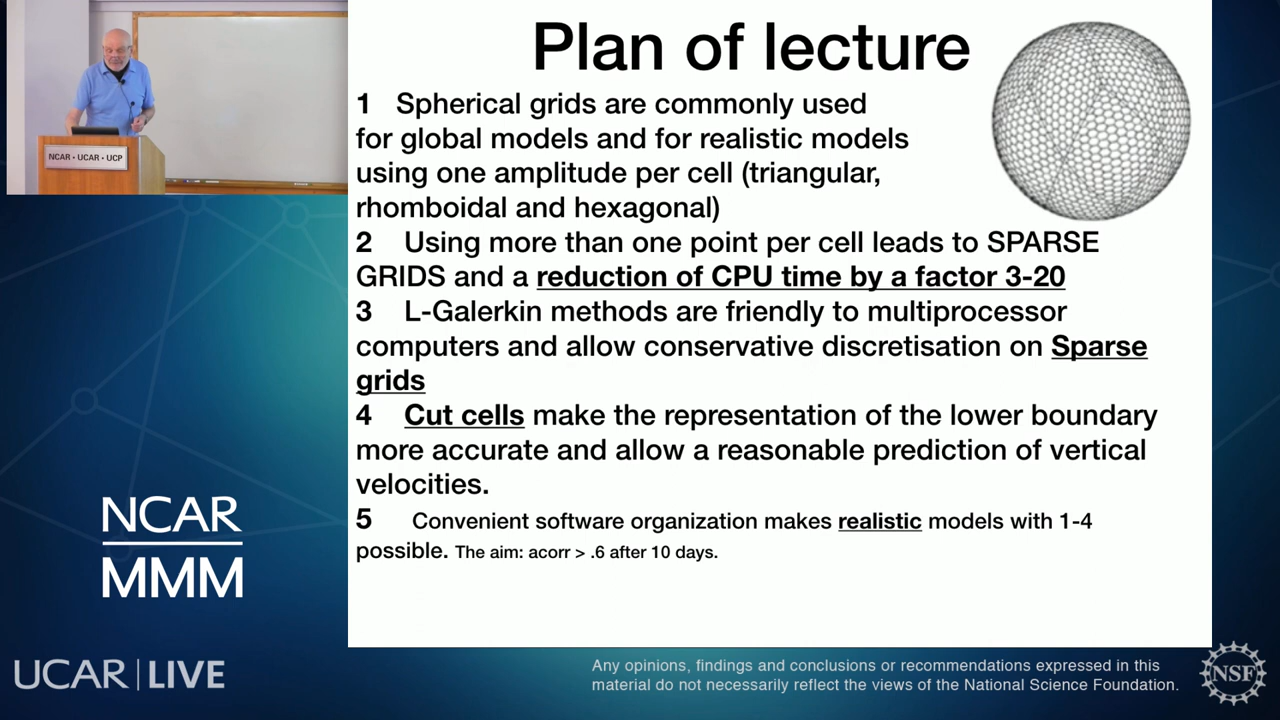 Plan of lecture
1 Spherical grids are commonly used
for global models and for realistic models
using one amplitude per cell (triangular,
rhomboidal and hexagonal)
2 Using more than one point per cell leads to SPARSE
GRIDS and a reduction of CPU time by a factor 3-20
3 L-Galerkin methods are friendly to multiprocessor
computers and allow conservative discretisation on Sparse
grids
4 Cut cells make the representation of the lower boundary
more accurate and allow a reasonable prediction of vertical
velocities.
5 Convenient software organization makes realistic models with 1-4
possible. The aim: acorr > .6 after 10 days.
NCAR • UCAR • UCP
NCAR
MMM
UCAR | LIVE
Any opinions, findings and conclusions or recommendations expressed in this
material do not necessarily reflect the views of the National Science Foundation.
NSF